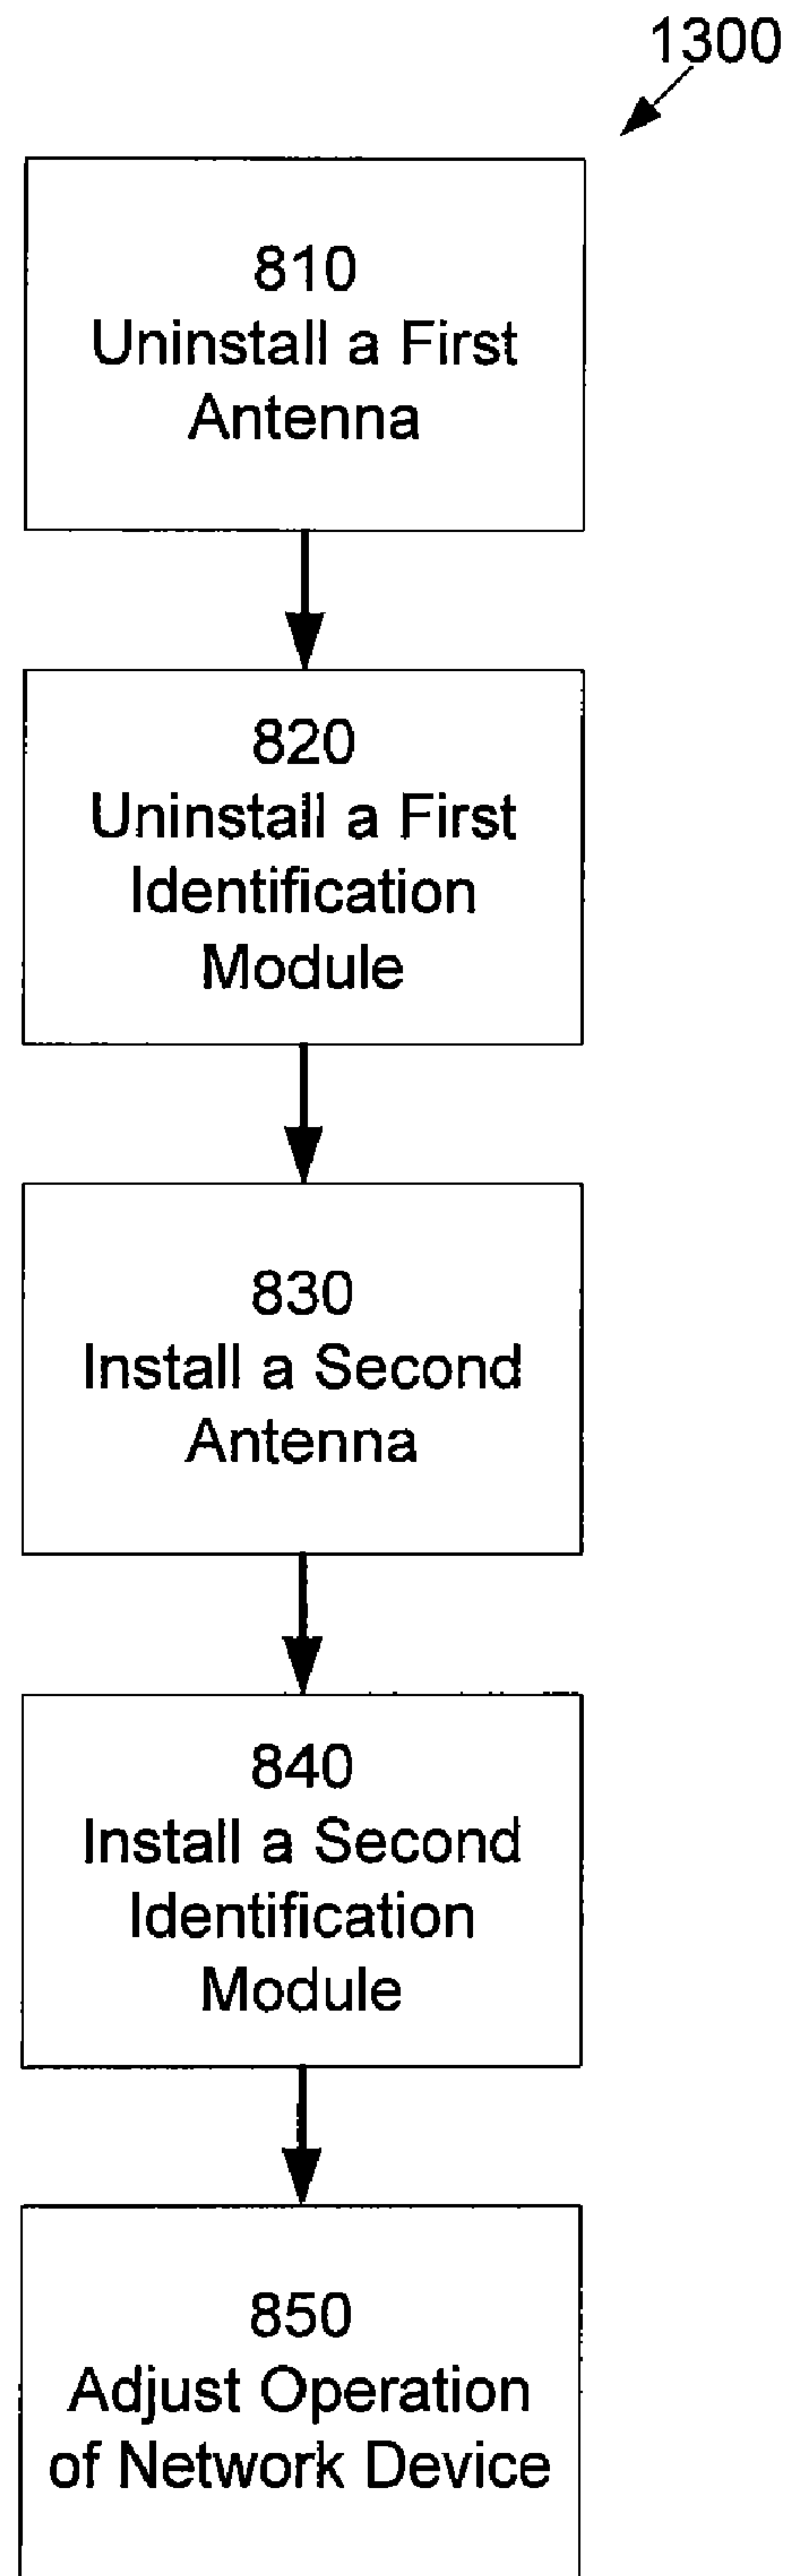 1300
810
Uninstall a First
Antenna
820
Uninstall a First
Identification
Module
830
Install a Second
Antenna
840
Install a Second
Identification
Module
850
Adjust Operation
of Network Device